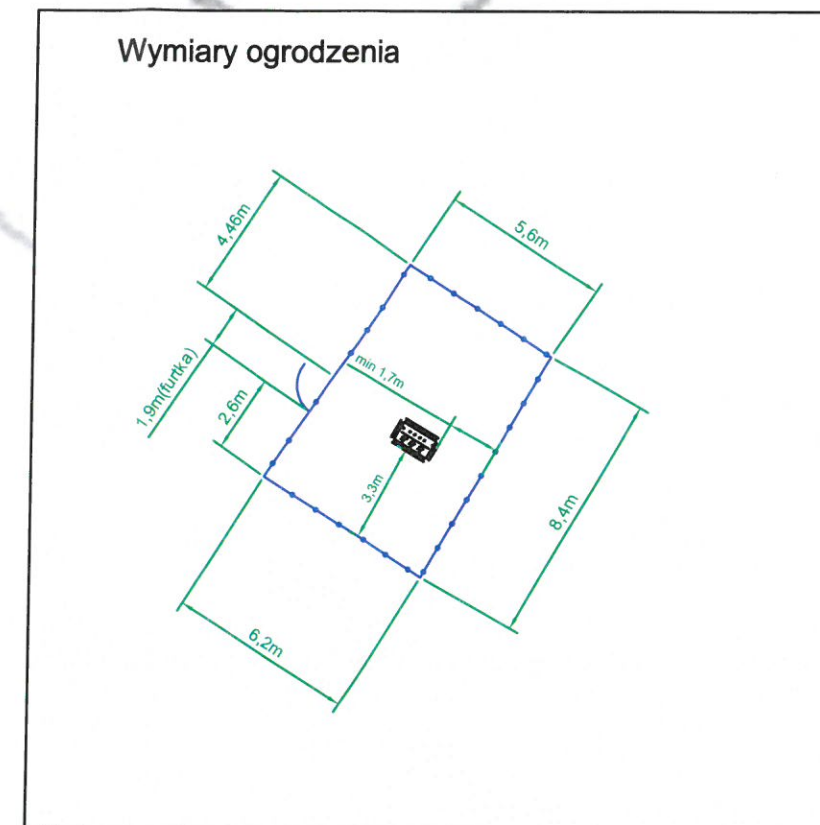 Wymiary ogrodzenia
4,46m
5,6m
1,9m(furtka)
min 1,7m
2,6m
3,3m
8,4m
6,2m